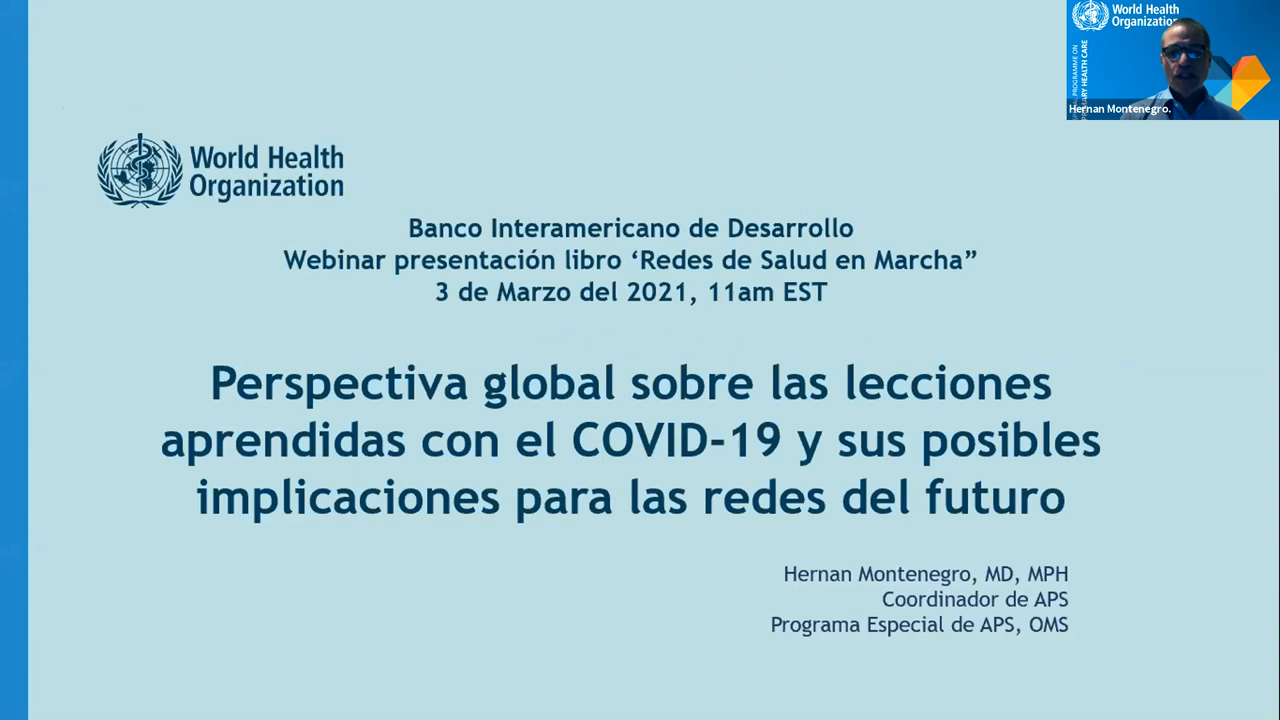 World Health
Organization
PRIMARY HEALTH CARE
Hernan Montenegro.
World Health
Organization
Banco Interamericano de Desarrollo
Webinar presentación libro ‘Redes de Salud en Marcha”
3 de Marzo del 2021, 11am EST
Perspectiva global sobre las lecciones
aprendidas con el COVID-19 y sus posibles
implicaciones para las redes del futuro
Hernan Montenegro, MD, MPH
Coordinador de APS
Programa Especial de APS, OMS